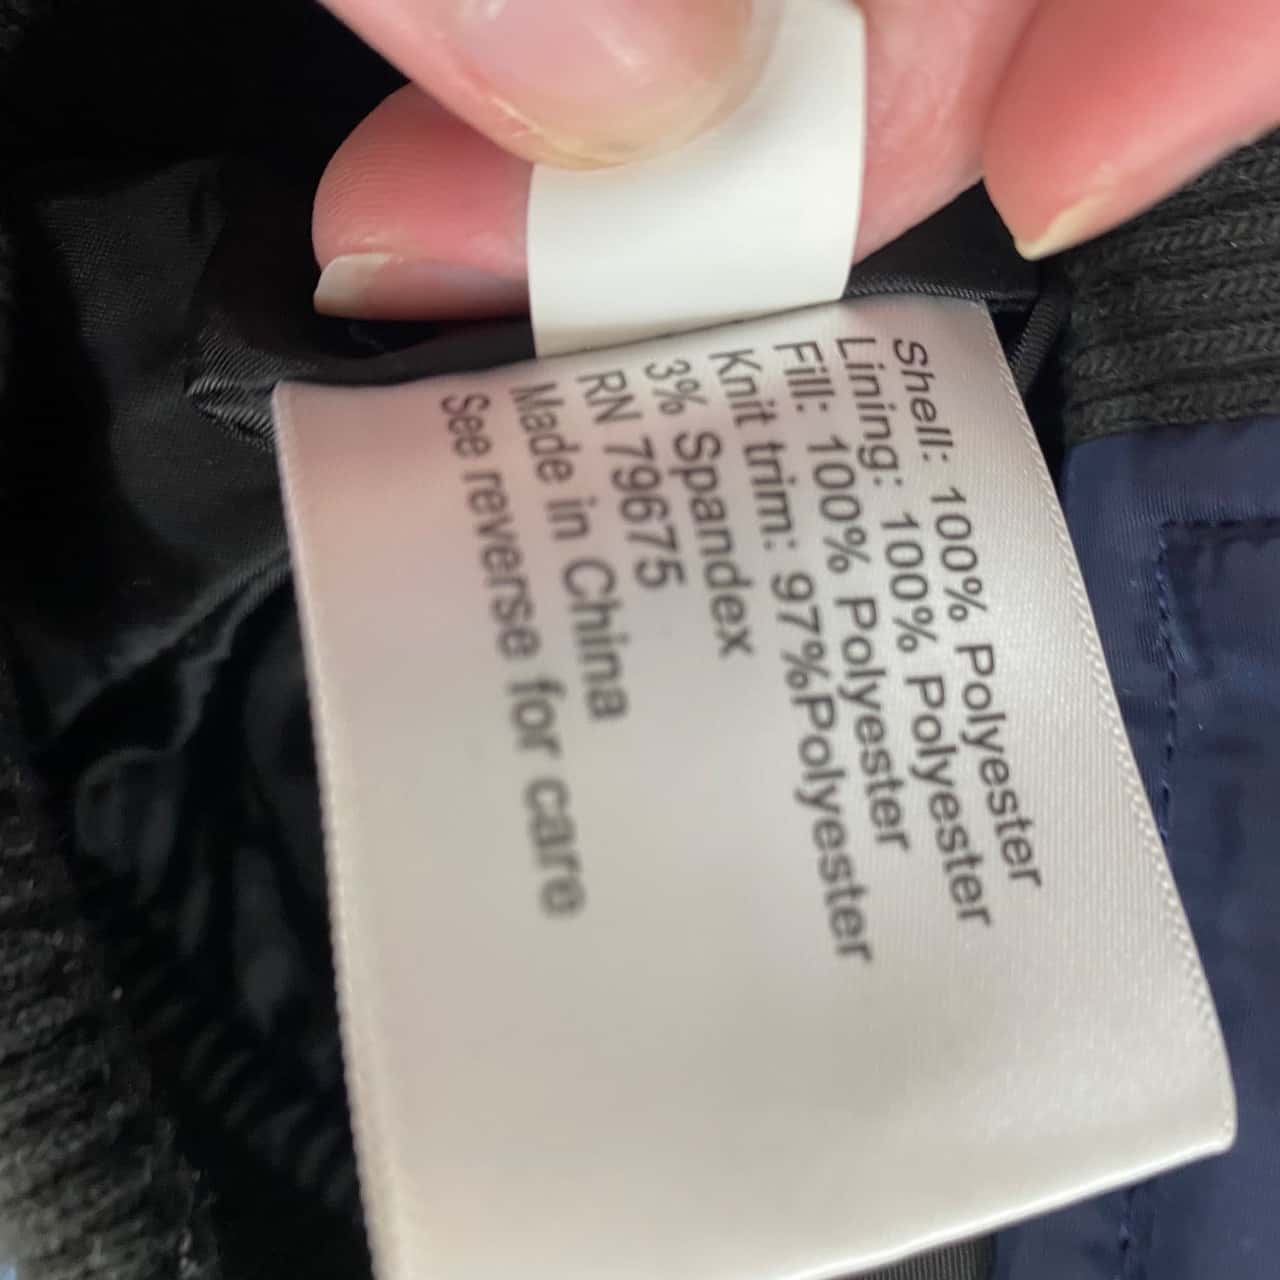 Shell: 100% Polyester
Lining: 100% Polyester
Fill: 100% Polyester
Knit trim: 97%Polyester
3% Spandex
RN 79675
Made in China
See reverse for care